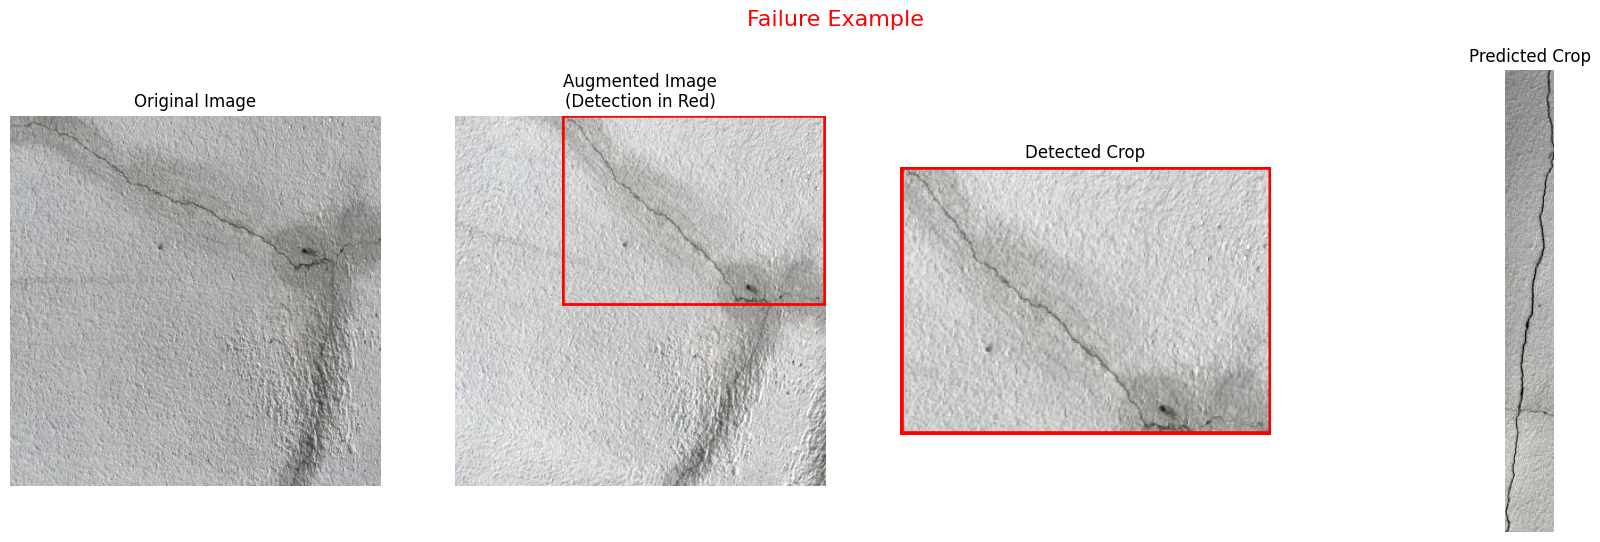 Failure Example
Original Image
Augmented Image
(Detection in Red)
Detected Crop
Predicted Crop